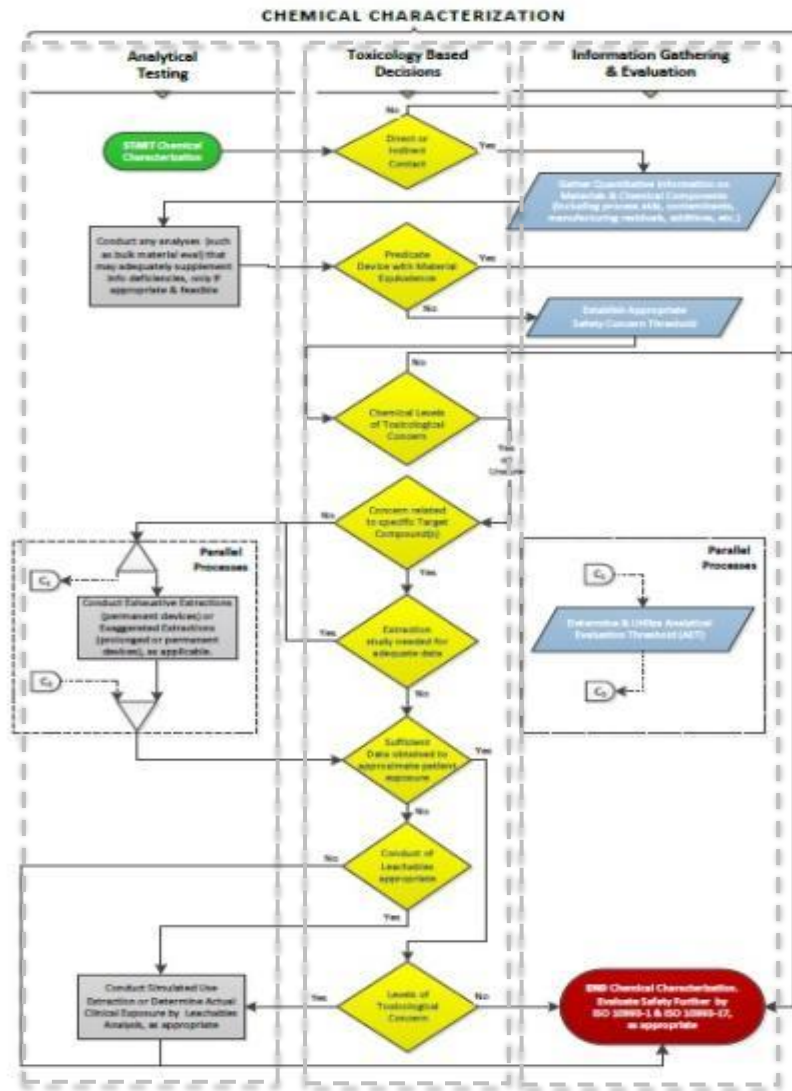 CHEMICAL CHARACTERIZATION
Analytical
Testing
Toxicology Based
Decisions
Information Gathering
& Evaluation
No
START Chemical
Characterization
Direct or
Indirect
Contact
Yes
Gather Quantitative Information on
Materials & Chemical Components
(including process aids, contaminants,
manufacturing residuals, additives, etc.)
Conduct any analyses (such
as bulk material eval) that
may adequately supplement
info deficiencies, only if
appropriate & feasible
Predicate
Device with Material
Equivalence
Yes
No
Establish Appropriate
Safety Concern Threshold
No
Chemical Levels
of Toxicological
Concern
Yes
or
Unsure
No
Concern related
to specific Target
Compound(s)
Yes
Parallel
Processes
C₁
Conduct Exhaustive Extractions
(permanent devices) or
Exaggerated Extractions
(prolonged or permanent
devices), as applicable.
C₂
Yes
Extraction
study needed for
adequate data
No
Parallel
Processes
C₁
Determine & Utilize Analytical
Evaluation Threshold (AET)
C₂
Sufficient
Data obtained to
approximate patient
exposure
Yes
No
No
Conduct of
Leachables
appropriate
Yes
Conduct Simulated Use
Extraction or Determine Actual
Clinical Exposure by Leachables
Analysis, as appropriate
Yes
Levels of
Toxicological
Concern
No
END Chemical Characterization.
Evaluate Safety Further by
ISO 10993-1 & ISO 10993-17,
as appropriate